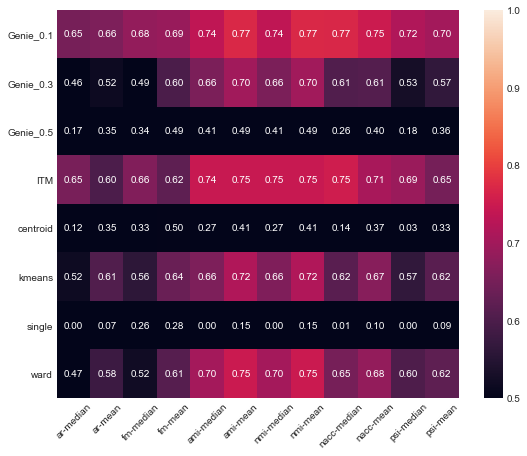 Genie_0.1 0.65 0.66 0.68 0.69 0.74 0.77 0.74 0.77 0.77 0.75 0.72 0.70
Genie_0.3 0.46 0.52 0.49 0.60 0.66 0.70 0.66 0.70 0.61 0.61 0.53 0.57
Genie_0.5 0.17 0.35 0.34 0.49 0.41 0.49 0.41 0.49 0.26 0.40 0.18 0.36
ITM 0.65 0.60 0.66 0.62 0.74 0.75 0.75 0.75 0.75 0.71 0.69 0.65
centroid 0.12 0.35 0.33 0.50 0.27 0.41 0.27 0.41 0.14 0.37 0.03 0.33
kmeans 0.52 0.61 0.56 0.64 0.66 0.72 0.66 0.72 0.62 0.67 0.57 0.62
single 0.00 0.07 0.26 0.28 0.00 0.15 0.00 0.15 0.01 0.10 0.00 0.09
ward 0.47 0.58 0.52 0.61 0.70 0.75 0.70 0.75 0.65 0.68 0.60 0.62
ar-median ar-mean fm-median fm-mean ami-median ami-mean nmi-median nmi-mean nacc-median nacc-mean psi-median psi-mean
1.0
0.9
0.8
0.7
0.6
0.5